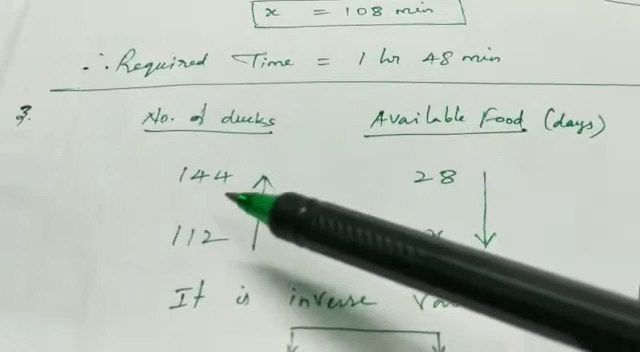 x = 108 min
∴ Required Time = 1 hr 48 min
3. No. of ducks Available Food (days)
144 28
112
It is inverse